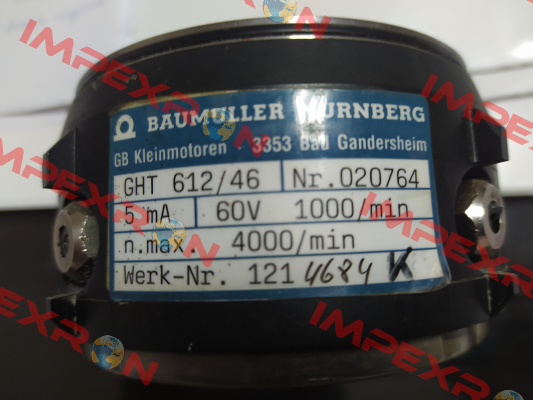 BAUMÜLLER NÜRNBERG
GB Kleinmotoren 3353 Bad Gandersheim
GHT 612/46 Nr.020764
5 mA 60V 1000/min
n.max. 4000/min
Werk-Nr. 121 4684 K
IMPEXRON
IMPEXRON
IMPEXRON
IMPEXRON